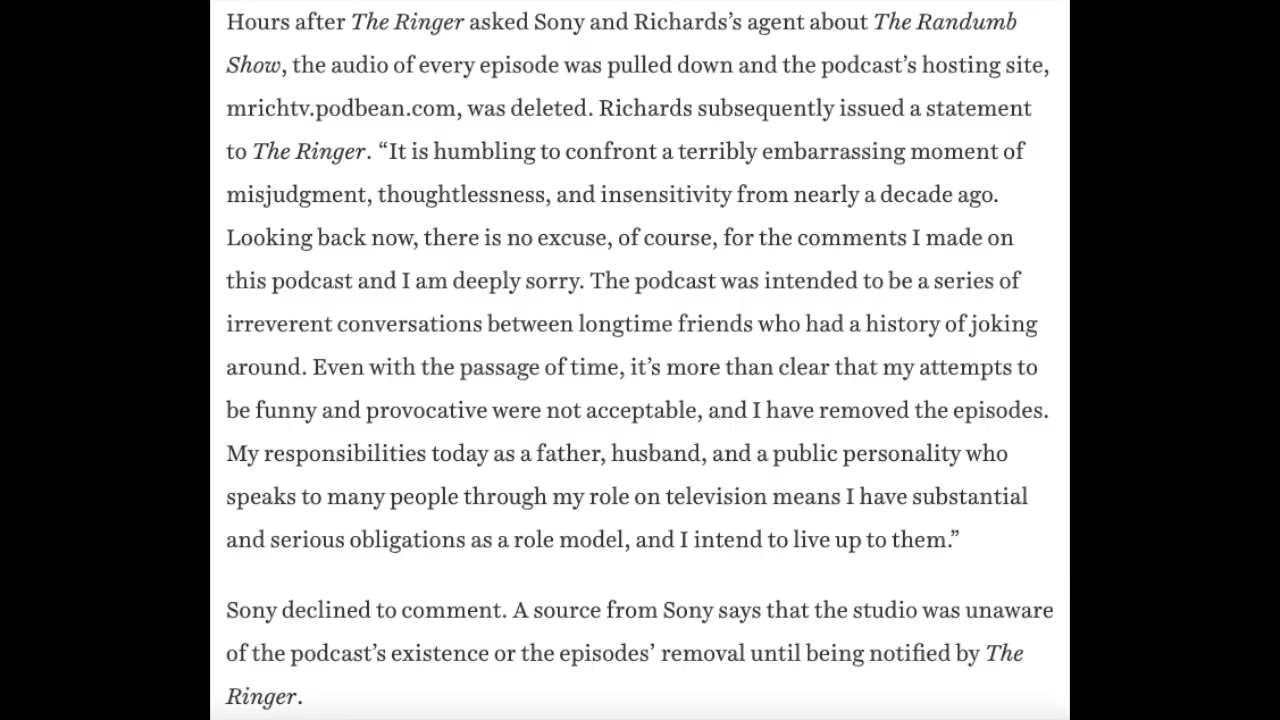 Hours after The Ringer asked Sony and Richards’s agent about The Randumb
Show, the audio of every episode was pulled down and the podcast’s hosting site,
mrichtv.podbean.com, was deleted. Richards subsequently issued a statement
to The Ringer. “It is humbling to confront a terribly embarrassing moment of
misjudgment, thoughtlessness, and insensitivity from nearly a decade ago.
Looking back now, there is no excuse, of course, for the comments I made on
this podcast and I am deeply sorry. The podcast was intended to be a series of
irreverent conversations between longtime friends who had a history of joking
around. Even with the passage of time, it’s more than clear that my attempts to
be funny and provocative were not acceptable, and I have removed the episodes.
My responsibilities today as a father, husband, and a public personality who
speaks to many people through my role on television means I have substantial
and serious obligations as a role model, and I intend to live up to them.”
Sony declined to comment. A source from Sony says that the studio was unaware
of the podcast’s existence or the episodes’ removal until being notified by The
Ringer.